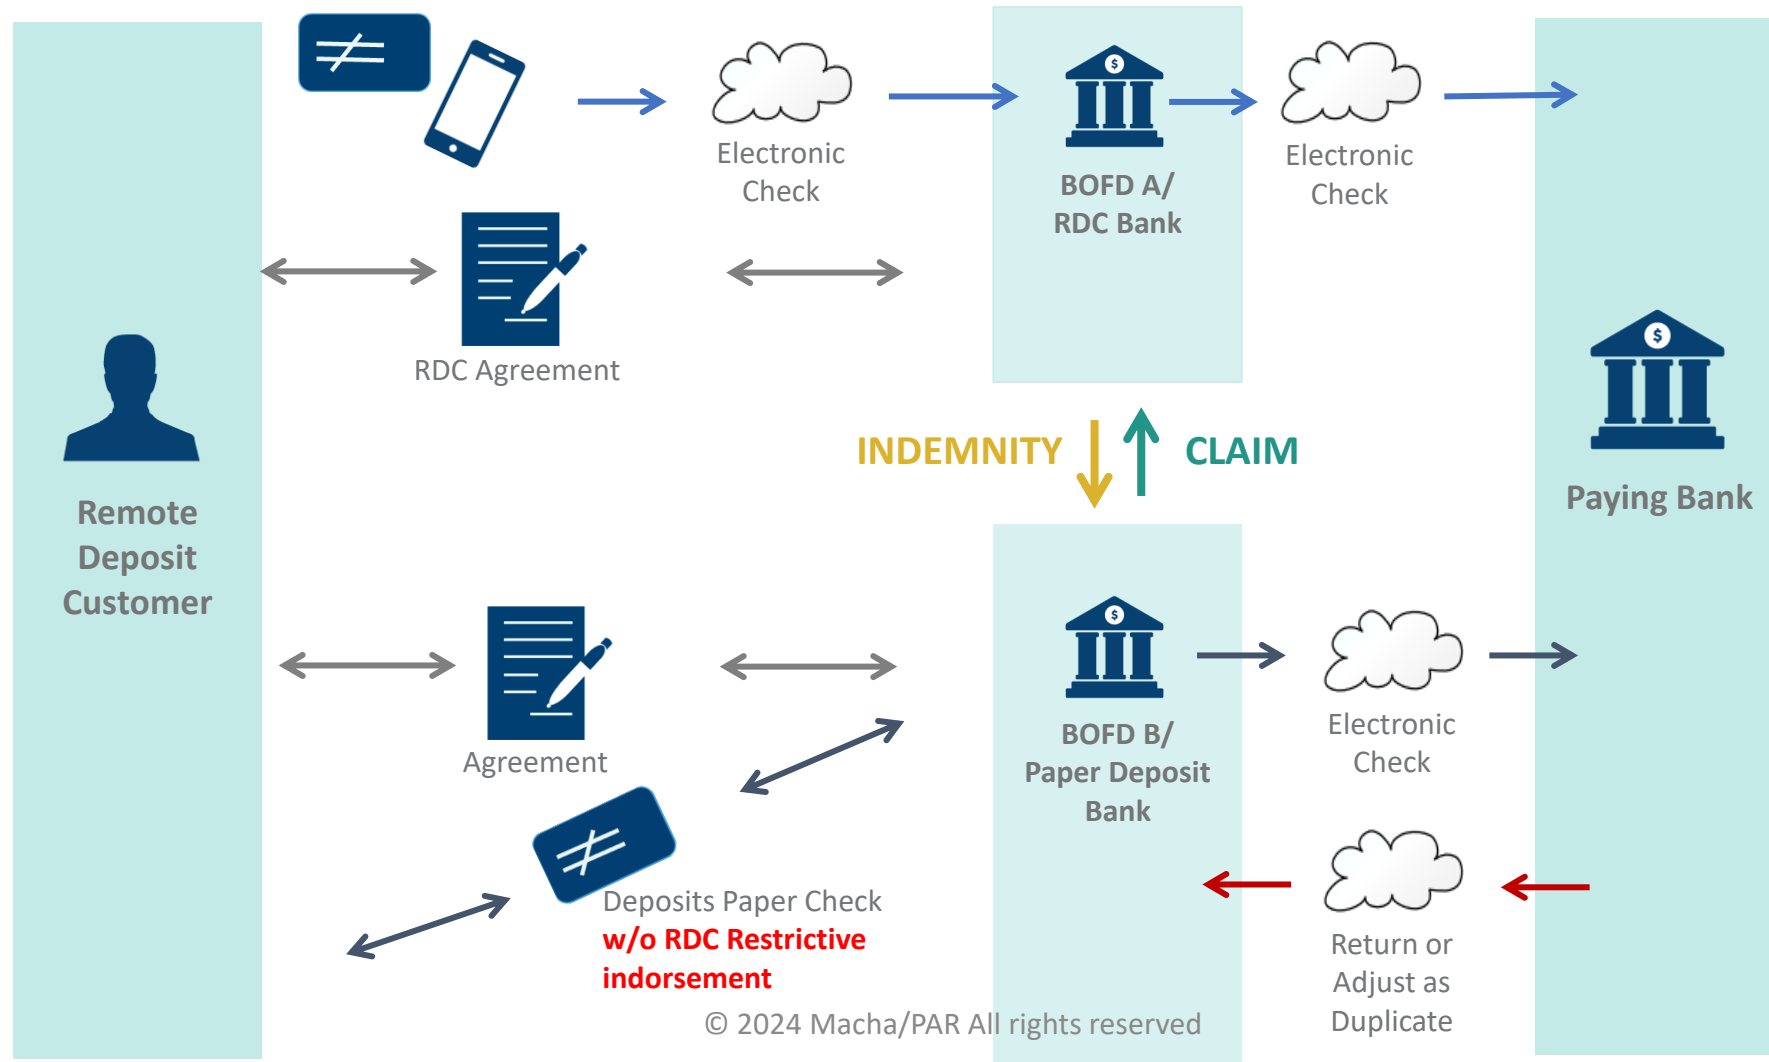 Electronic
Check
BOFD A/
RDC Bank
Electronic
Check
RDC Agreement
INDEMNITY
CLAIM
Remote
Deposit
Customer
Paying Bank
Agreement
BOFD B/
Paper Deposit
Bank
Electronic
Check
Deposits Paper Check
w/o RDC Restrictive
indorsement
Return or
Adjust as
Duplicate
© 2024 Macha/PAR All rights reserved
$
$
$